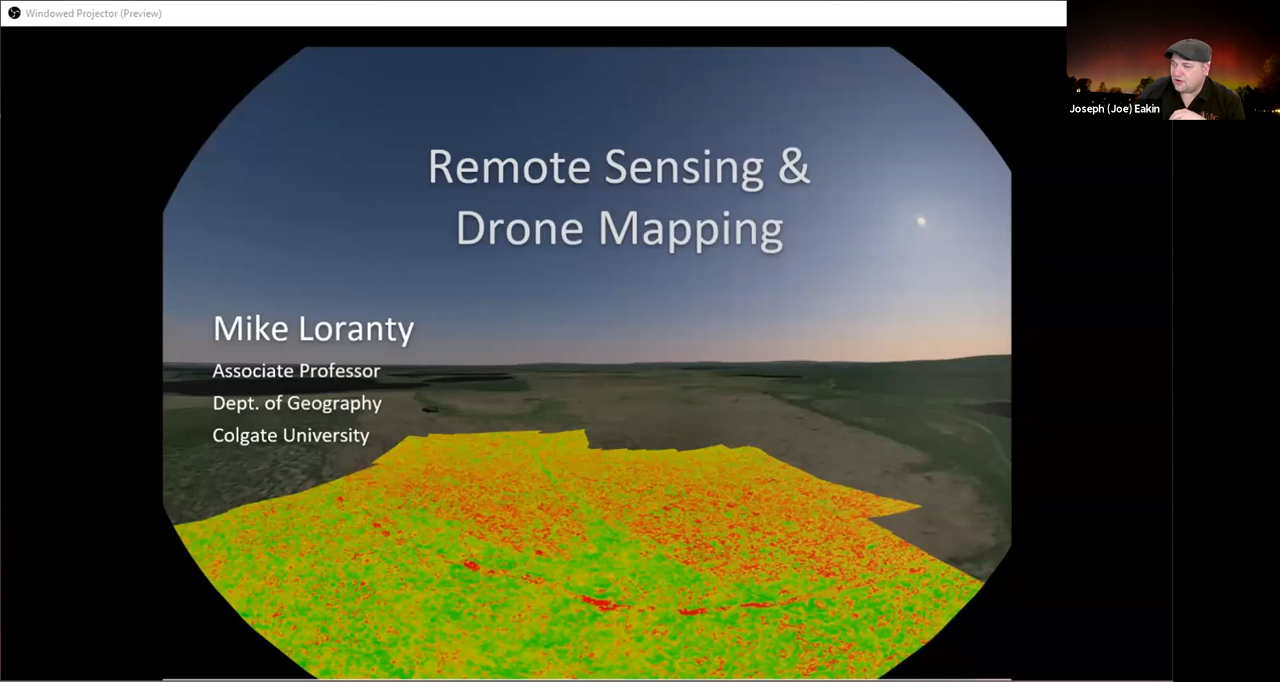 Windowed Projector (Preview)
Joseph (Joe) Eakin
Remote Sensing &
Drone Mapping
Mike Loranty
Associate Professor
Dept. of Geography
Colgate University